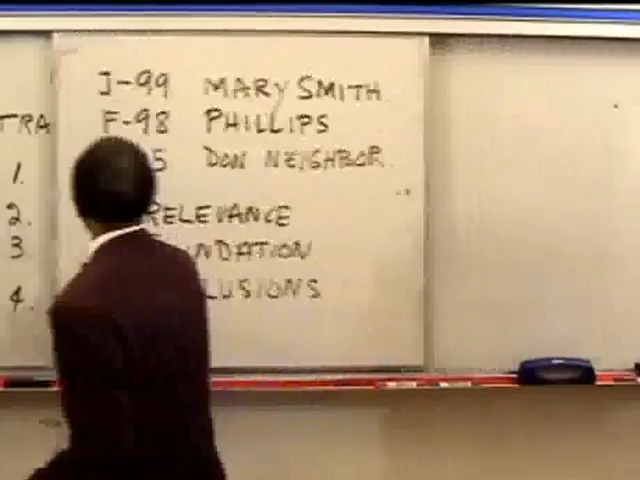 J-99 MARY SMITH
F-98 PHILLIPS
5 DON NEIGHBOR
TRA
1.
2. RELEVANCE
3 NDATION
4. LUSIONS